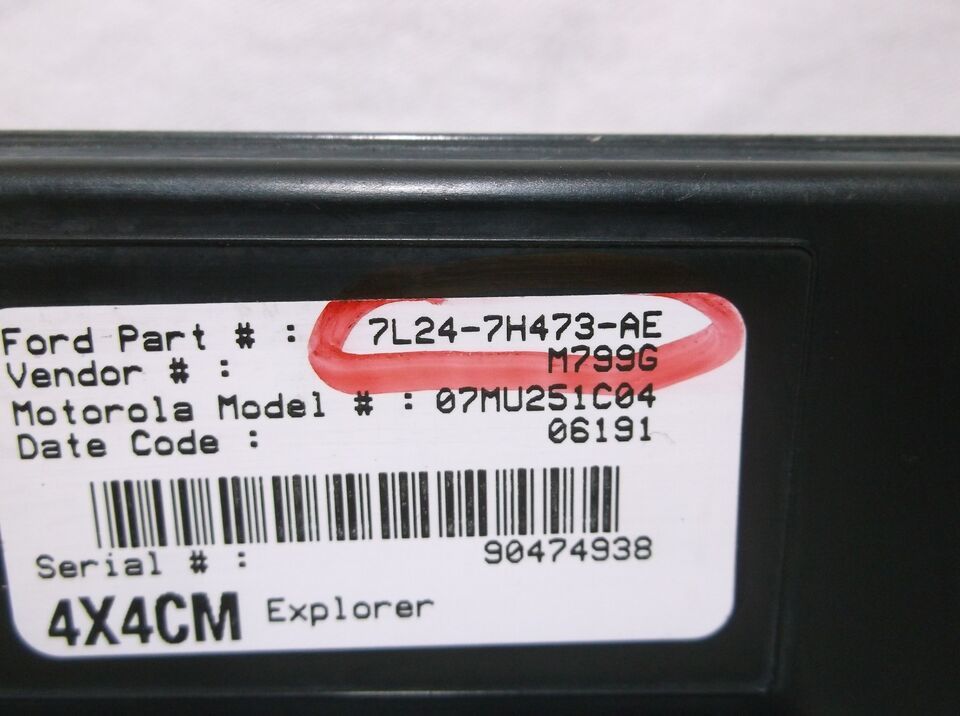 Ford Part # : 7L24-7H473-AE
Vendor # : M799G
Motorola Model # : 07MU251C04
Date Code : 06191
Serial # : 90474938
4X4CM Explorer